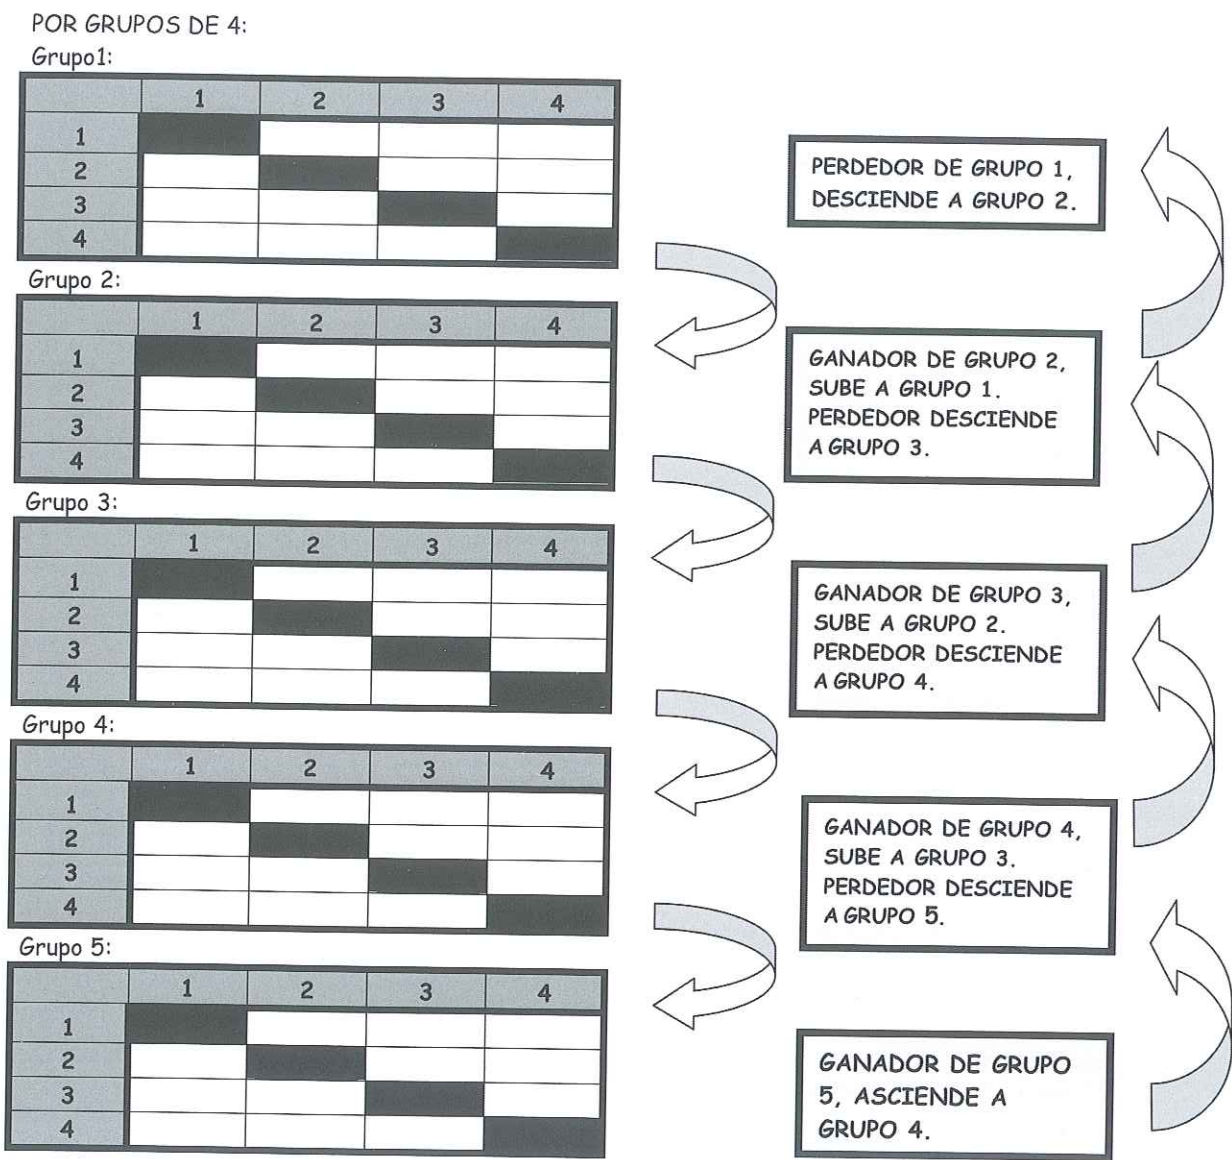 POR GRUPOS DE 4:
Grupo1:
1 2 3 4
1
2
3
4
PERDEDOR DE GRUPO 1,
DESCIENDE A GRUPO 2.
Grupo 2:
1 2 3 4
1
2
3
4
GANADOR DE GRUPO 2,
SUBE A GRUPO 1.
PERDEDOR DESCIENDE
A GRUPO 3.
Grupo 3:
1 2 3 4
1
2
3
4
GANADOR DE GRUPO 3,
SUBE A GRUPO 2.
PERDEDOR DESCIENDE
A GRUPO 4.
Grupo 4:
1 2 3 4
1
2
3
4
GANADOR DE GRUPO 4,
SUBE A GRUPO 3.
PERDEDOR DESCIENDE
A GRUPO 5.
Grupo 5:
1 2 3 4
1
2
3
4
GANADOR DE GRUPO
5, ASCIENDE A
GRUPO 4.